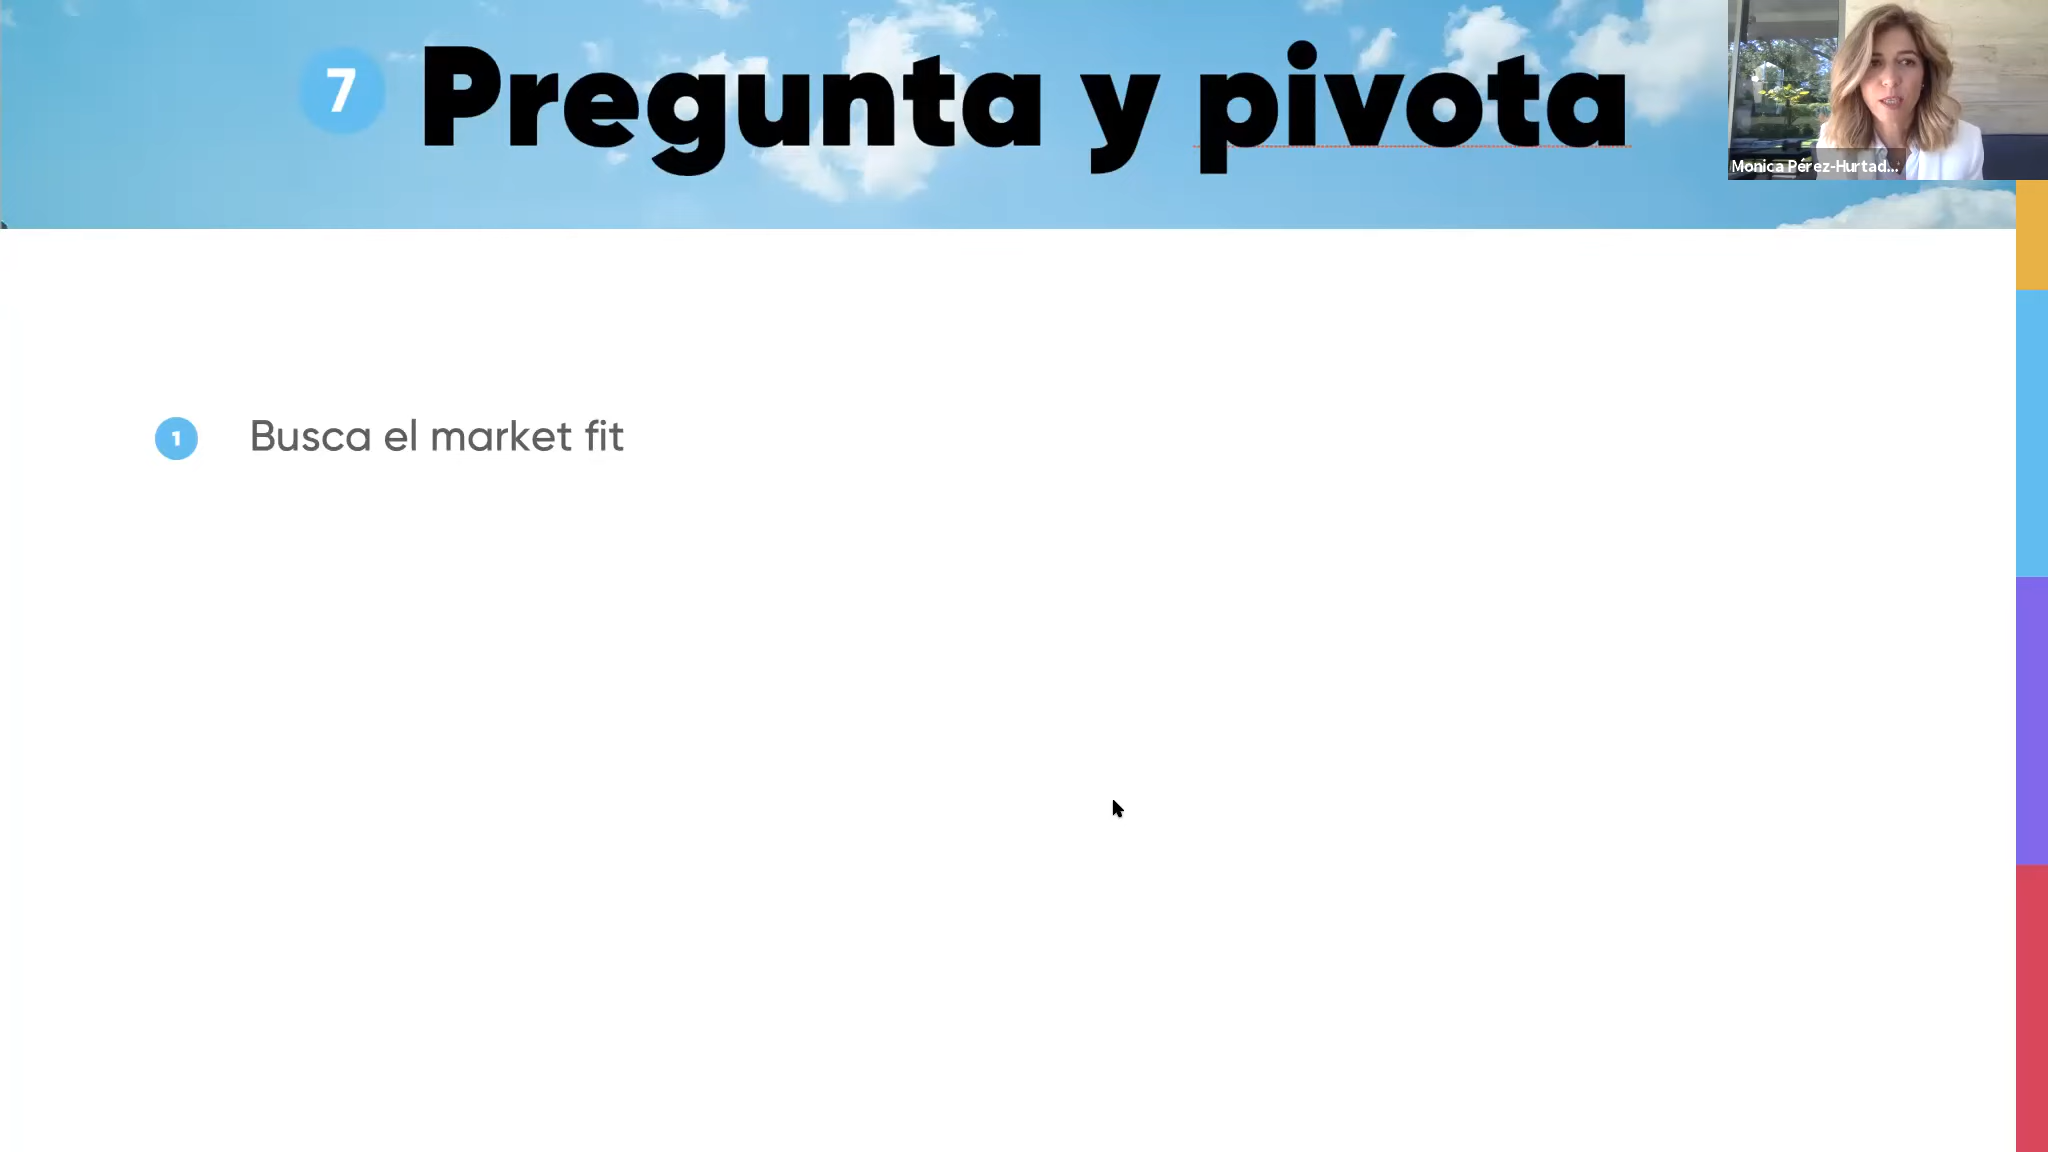 7 Pregunta y pivota
Monica Pérez-Hurtad...
1 Busca el market fit